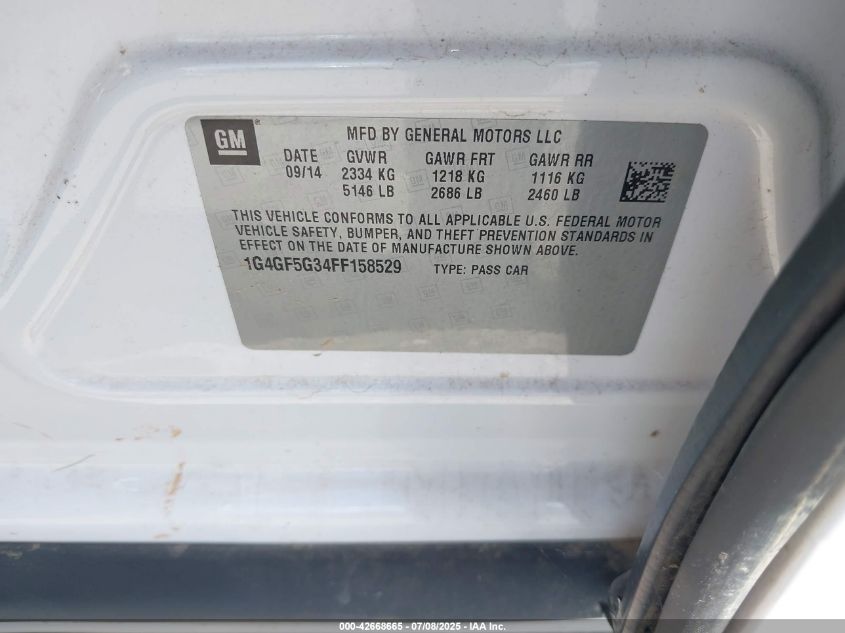 GM
MFD BY GENERAL MOTORS LLC
DATE GVWR GAWR FRT GAWR RR
09/14 2334 KG 1218 KG 1116 KG
5146 LB 2686 LB 2460 LB
THIS VEHICLE CONFORMS TO ALL APPLICABLE U.S. FEDERAL MOTOR
VEHICLE SAFETY, BUMPER, AND THEFT PREVENTION STANDARDS IN
EFFECT ON THE DATE OF MANUFACTURE SHOWN ABOVE.
1G4GF5G34FF158529 TYPE: PASS CAR
000-42668665 / 07/08/2025 - IAA Inc.